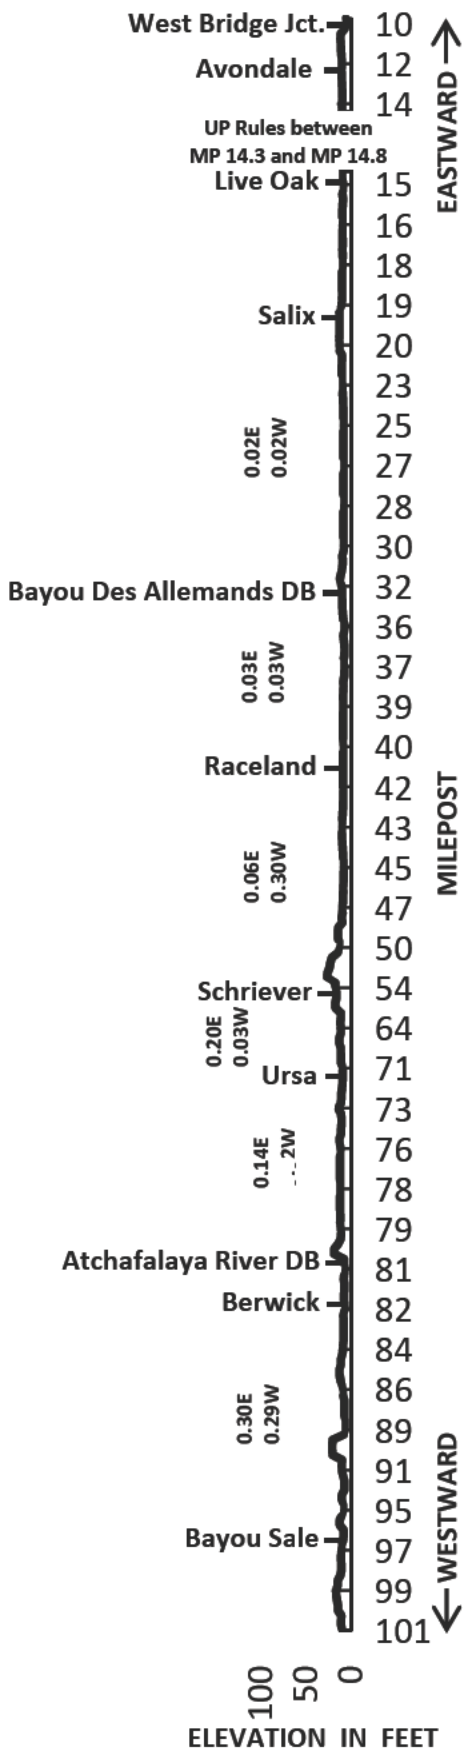 West Bridge Jct. 10
Avondale 12
14
EASTWARD
UP Rules between
MP 14.3 and MP 14.8
Live Oak 15
16
18
19
Salix
20
23
25
0.02E
0.02W
27
28
30
32
Bayou Des Allemands DB
36
0.03E
0.03W
37
39
40
Raceland
42
MILEPOST
43
0.06E
0.30W
45
47
50
54
Schriever
0.20E
0.03W
64
Ursa 71
73
0.14E
76
78
79
Atchafalaya River DB 81
Berwick 82
84
86
0.30E
0.29W
89
91
WESTWARD
95
Bayou Sale
97
99
101
100
50
0
ELEVATION IN FEET